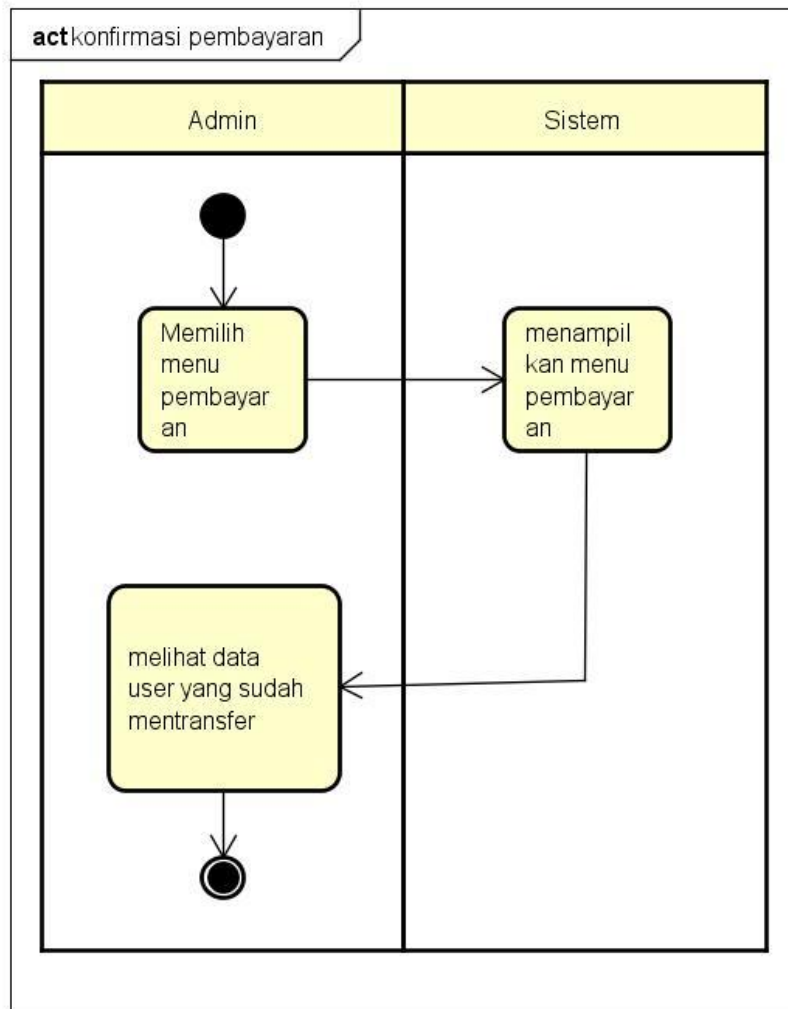 act konfirmasi pembayaran
Admin
Sistem
Memilih
menu
pembayar
an
menampil
kan menu
pembayar
an
melihat data
user yang sudah
mentransfer